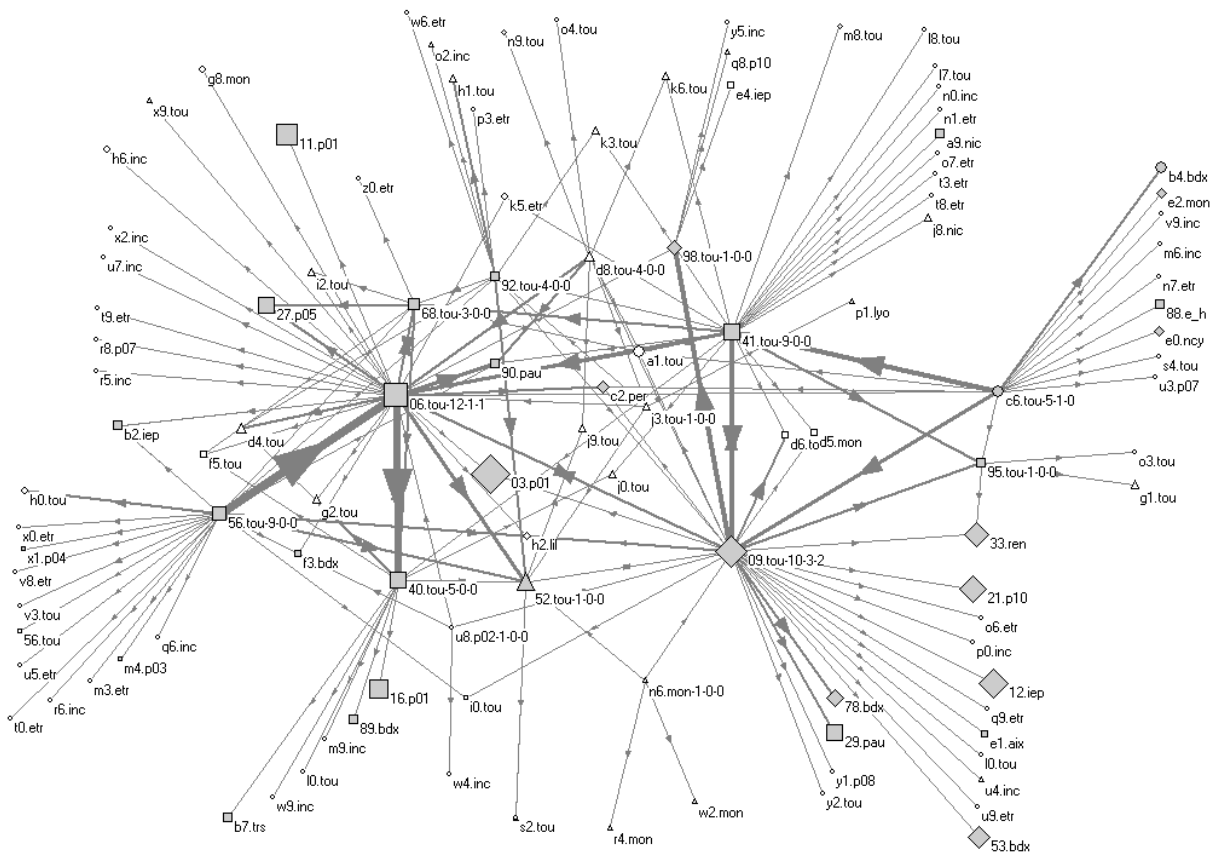 w6.etr
o4.tou
y5.inc
m8.tou
l8.tou
n9.tou
o2.inc
q8.p10
g8.mon
h1.tou
k6.tou
e4.iep
l7.tou
n0.inc
x9.tou
p3.etr
n1.etr
11.p01
k3.tou
a9.nic
h6.inc
o7.etr
z0.etr
t3.etr
b4.bdx
k5.etr
t8.etr
e2.mon
j8.nic
v9.inc
x2.inc
98.tou-1-0-0
m6.inc
u7.inc
i2.tou
92.tou-4-0-0
d8.tou-4-0-0
n7.etr
27.p05
68.tou-3-0-0
p1.lyo
88.e_h
t9.etr
41.tou-9-0-0
e0.ncy
r8.p07
a1.tou
s4.tou
r5.inc
90.pau
u3.p07
06.tou-12-1-1
c2.per
c6.tou-5-1-0
b2.iep
d4.tou
j3.tou-1-0-0
f5.tou
j9.tou
d6.to
d5.mon
o3.tou
95.tou-1-0-0
03.p01
j0.tou
g1.tou
h0.tou
g2.tou
56.tou-9-0-0
x0.etr
h2.lil
33.ren
x1.p04
f3.bdx
09.tou-10-3-2
v8.etr
40.tou-5-0-0
52.tou-1-0-0
21.p10
v3.tou
o6.etr
56.tou
q6.inc
u8.p02-1-0-0
p0.inc
u5.etr
m4.p03
m3.etr
16.p01
n6.mon-1-0-0
12.iep
r6.inc
i0.tou
78.bdx
t0.etr
89.bdx
q9.etr
m9.inc
29.pau
e1.aix
l0.tou
w4.inc
y1.p08
l0.tou
u4.inc
w9.inc
y2.tou
b7.trs
s2.tou
w2.mon
u9.etr
r4.mon
53.bdx